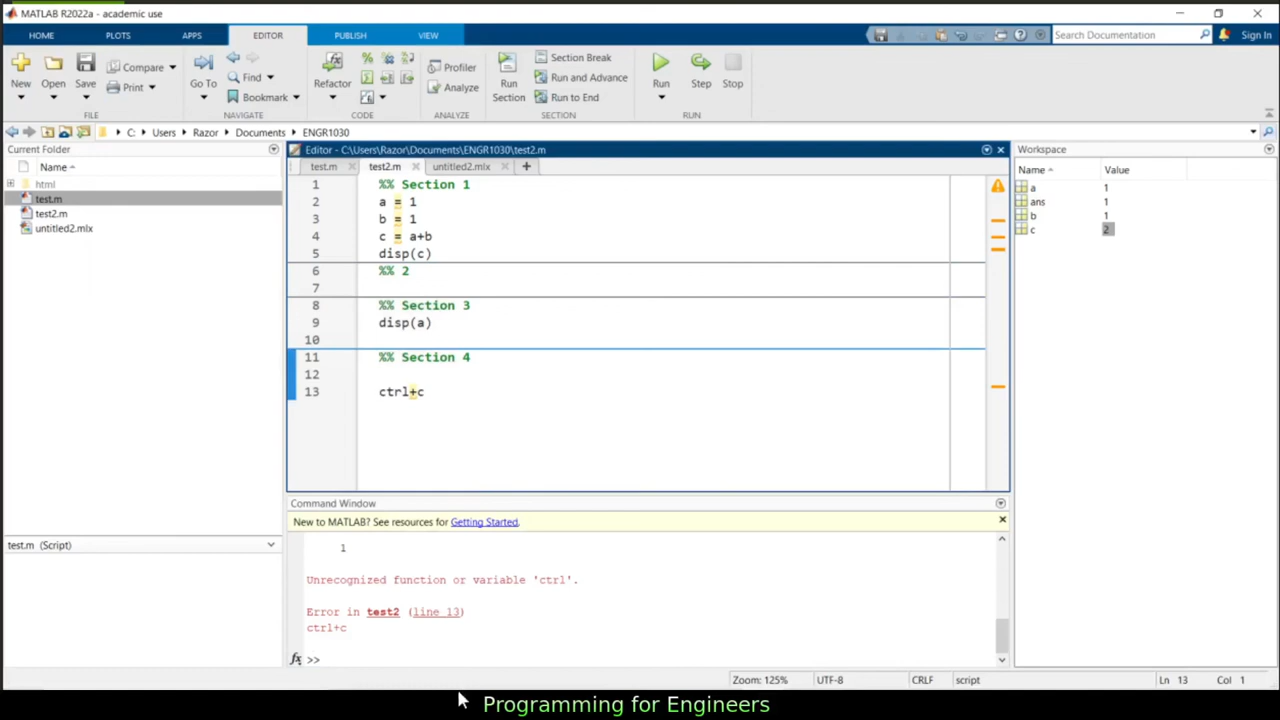 MATLAB R2022a - academic use
HOME PLOTS APPS EDITOR PUBLISH VIEW
Search Documentation Sign In
New Open Save Compare Print
Go To Find Bookmark
Refactor
Profiler Analyze
Run Section
Section Break
Run and Advance
Run to End
Run Step Stop
FILE NAVIGATE CODE ANALYZE SECTION RUN
C: Users Razor Documents ENGR1030
Current Folder
Name
html
test.m
test2.m
untitled2.mlx
test.m (Script)
Editor - C:\Users\Razor\Documents\ENGR1030\test2.m
test.m test2.m untitled2.mlx
1 %% Section 1
2 a = 1
3 b = 1
4 c = a+b
5 disp(c)
6 %% 2
7
8 %% Section 3
9 disp(a)
10
11 %% Section 4
12
13 ctrl+c
Command Window
New to MATLAB? See resources for Getting Started.
1
Unrecognized function or variable 'ctrl'.
Error in test2 (line 13)
ctrl+c
fx >>
Workspace
Name Value
a 1
ans 1
b 1
c 2
Zoom: 125% UTF-8 CRLF script Ln 13 Col 1
Programming for Engineers